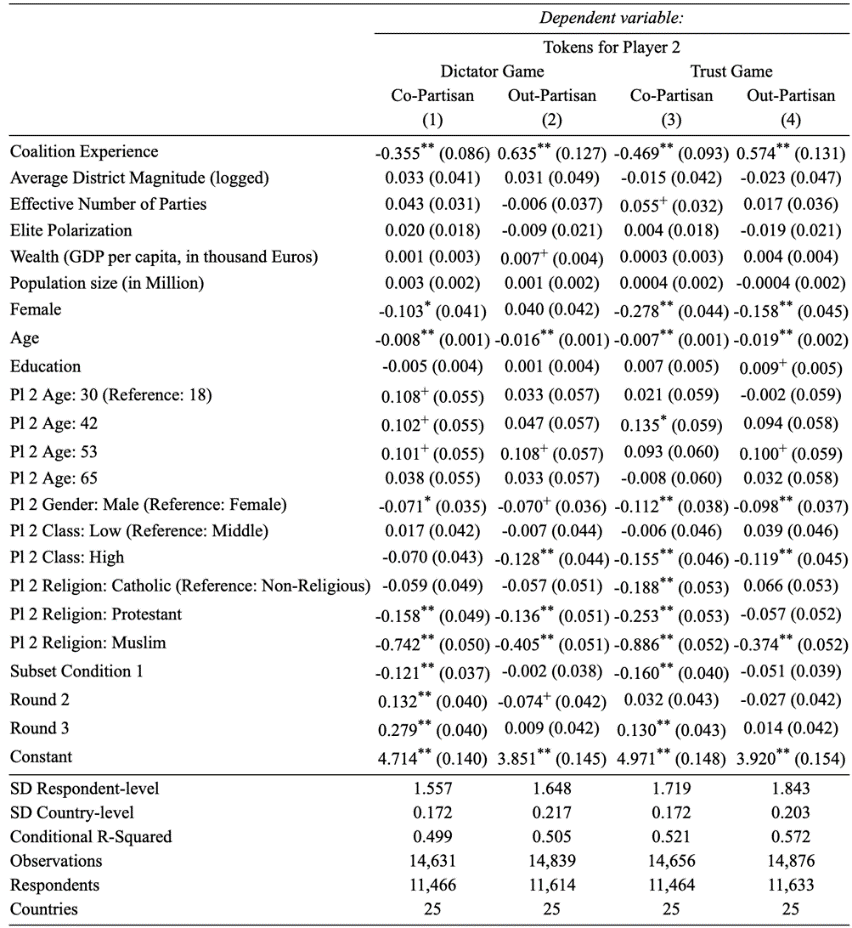 Dependent variable:
Tokens for Player 2
Dictator Game Trust Game
Co-Partisan Out-Partisan Co-Partisan Out-Partisan
(1) (2) (3) (4)
Coalition Experience -0.355** (0.086) 0.635** (0.127) -0.469** (0.093) 0.574** (0.131)
Average District Magnitude (logged) 0.033 (0.041) 0.031 (0.049) -0.015 (0.042) -0.023 (0.047)
Effective Number of Parties 0.043 (0.031) -0.006 (0.037) 0.055+ (0.032) 0.017 (0.036)
Elite Polarization 0.020 (0.018) -0.009 (0.021) 0.004 (0.018) -0.019 (0.021)
Wealth (GDP per capita, in thousand Euros) 0.001 (0.003) 0.007+ (0.004) 0.0003 (0.003) 0.004 (0.004)
Population size (in Million) 0.003 (0.002) 0.001 (0.002) 0.0004 (0.002) -0.0004 (0.002)
Female -0.103* (0.041) 0.040 (0.042) -0.278** (0.044) -0.158** (0.045)
Age -0.008** (0.001) -0.016** (0.001) -0.007** (0.001) -0.019** (0.002)
Education -0.005 (0.004) 0.001 (0.004) 0.007 (0.005) 0.009+ (0.005)
Pl 2 Age: 30 (Reference: 18) 0.108+ (0.055) 0.033 (0.057) 0.021 (0.059) -0.002 (0.059)
Pl 2 Age: 42 0.102+ (0.055) 0.047 (0.057) 0.135* (0.059) 0.094 (0.058)
Pl 2 Age: 53 0.101+ (0.055) 0.108+ (0.057) 0.093 (0.060) 0.100+ (0.059)
Pl 2 Age: 65 0.038 (0.055) 0.033 (0.057) -0.008 (0.060) 0.032 (0.058)
Pl 2 Gender: Male (Reference: Female) -0.071* (0.035) -0.070+ (0.036) -0.112** (0.038) -0.098** (0.037)
Pl 2 Class: Low (Reference: Middle) 0.017 (0.042) -0.007 (0.044) -0.006 (0.046) 0.039 (0.046)
Pl 2 Class: High -0.070 (0.043) -0.128** (0.044) -0.155** (0.046) -0.119** (0.045)
Pl 2 Religion: Catholic (Reference: Non-Religious) -0.059 (0.049) -0.057 (0.051) -0.188** (0.053) 0.066 (0.053)
Pl 2 Religion: Protestant -0.158** (0.049) -0.136** (0.051) -0.253** (0.053) -0.057 (0.052)
Pl 2 Religion: Muslim -0.742** (0.050) -0.405** (0.051) -0.886** (0.052) -0.374** (0.052)
Subset Condition 1 -0.121** (0.037) -0.002 (0.038) -0.160** (0.040) -0.051 (0.039)
Round 2 0.132** (0.040) -0.074+ (0.042) 0.032 (0.043) -0.027 (0.042)
Round 3 0.279** (0.040) 0.009 (0.042) 0.130** (0.043) 0.014 (0.042)
Constant 4.714** (0.140) 3.851** (0.145) 4.971** (0.148) 3.920** (0.154)
SD Respondent-level 1.557 1.648 1.719 1.843
SD Country-level 0.172 0.217 0.172 0.203
Conditional R-Squared 0.499 0.505 0.521 0.572
Observations 14,631 14,839 14,656 14,876
Respondents 11,466 11,614 11,464 11,633
Countries 25 25 25 25